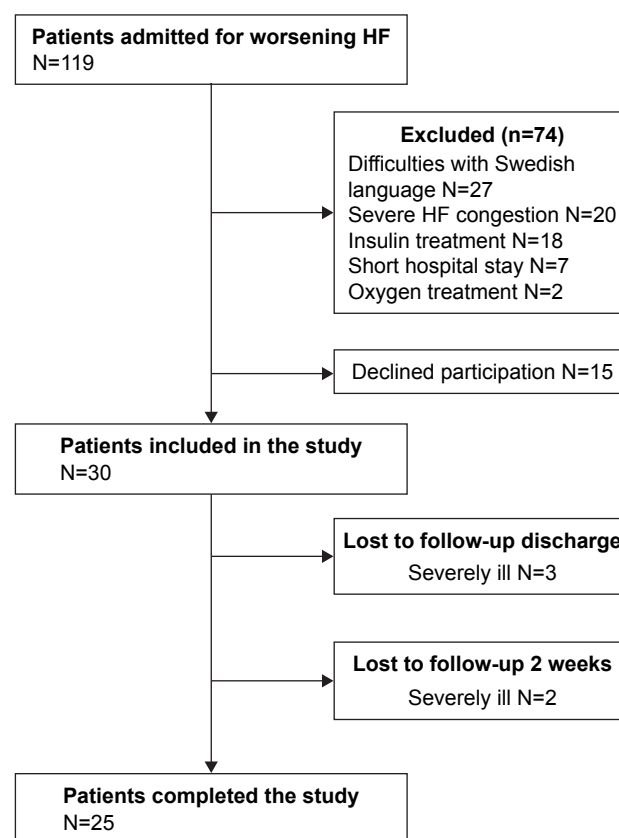 Patients admitted for worsening HF
N=119
Excluded (n=74)
Difficulties with Swedish
language N=27
Severe HF congestion N=20
Insulin treatment N=18
Short hospital stay N=7
Oxygen treatment N=2
Declined participation N=15
Patients included in the study
N=30
Lost to follow-up discharge
Severely ill N=3
Lost to follow-up 2 weeks
Severely ill N=2
Patients completed the study
N=25